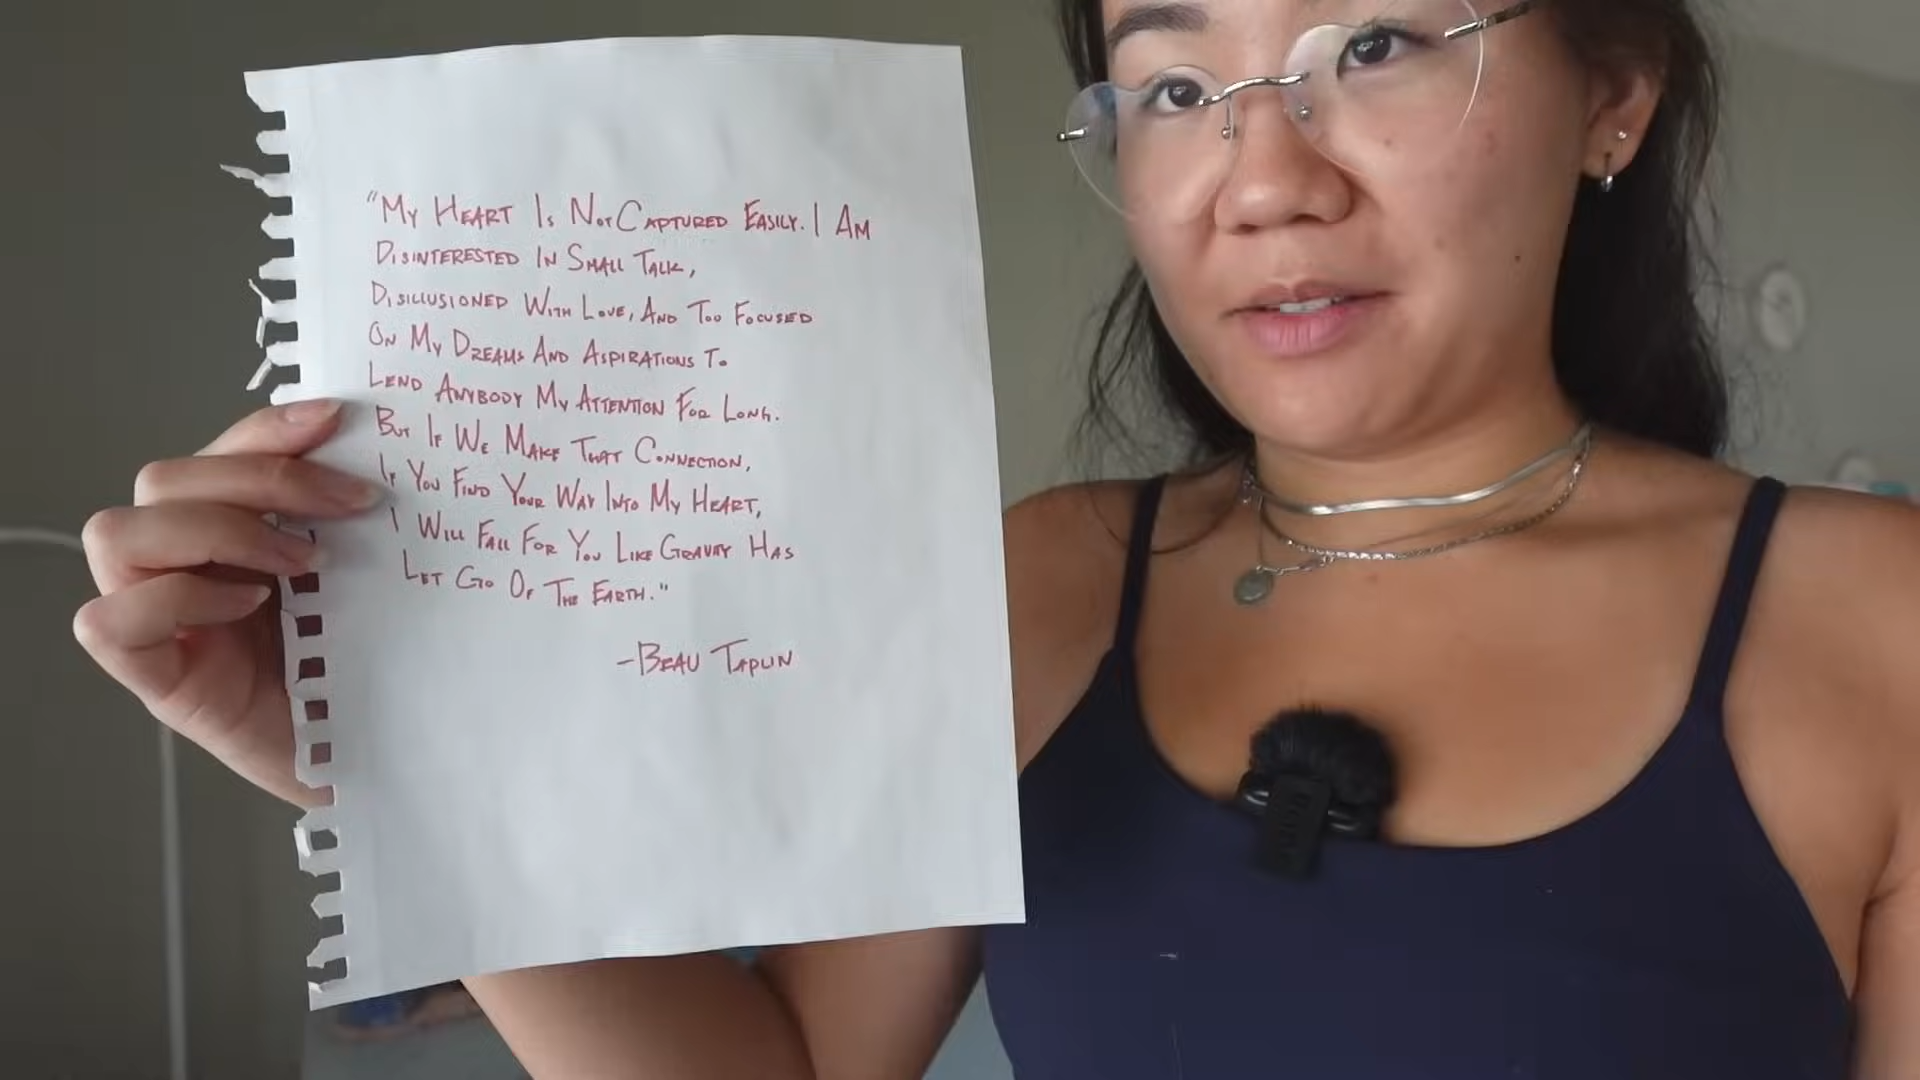 "My Heart Is Not Captured Easily. I Am
Disinterested In Small Talk,
Disillusioned With Love, And Too Focused
On My Dreams And Aspirations To
Lend Anybody My Attention For Long.
But If We Make That Connection,
If You Find Your Way Into My Heart,
I Will Fall For You Like Gravity Has
Let Go Of The Earth."
-Beau Taplin